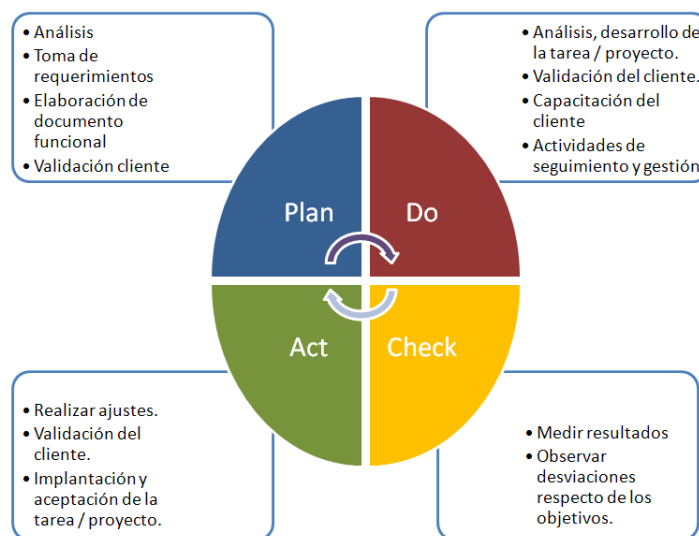 • Análisis
• Toma de
requerimientos
• Elaboración de
documento
funcional
• Validación cliente
• Análisis, desarrollo de
la tarea / proyecto.
• Validación del cliente.
• Capacitación del
cliente
• Actividades de
seguimiento y gestión
Plan
Do
Act
Check
• Realizar ajustes.
• Validación del
cliente.
• Implantación y
aceptación de la
tarea / proyecto.
• Medir resultados
• Observar
desviaciones
respecto de los
objetivos.